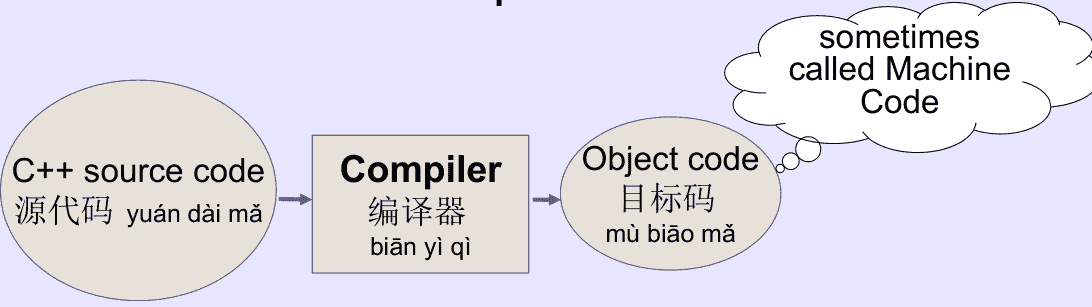 C++ source code
源代码 yuán dài mǎ
Compiler
编译器
biān yì qì
Object code
目标码
mù biāo mǎ
sometimes
called Machine
Code